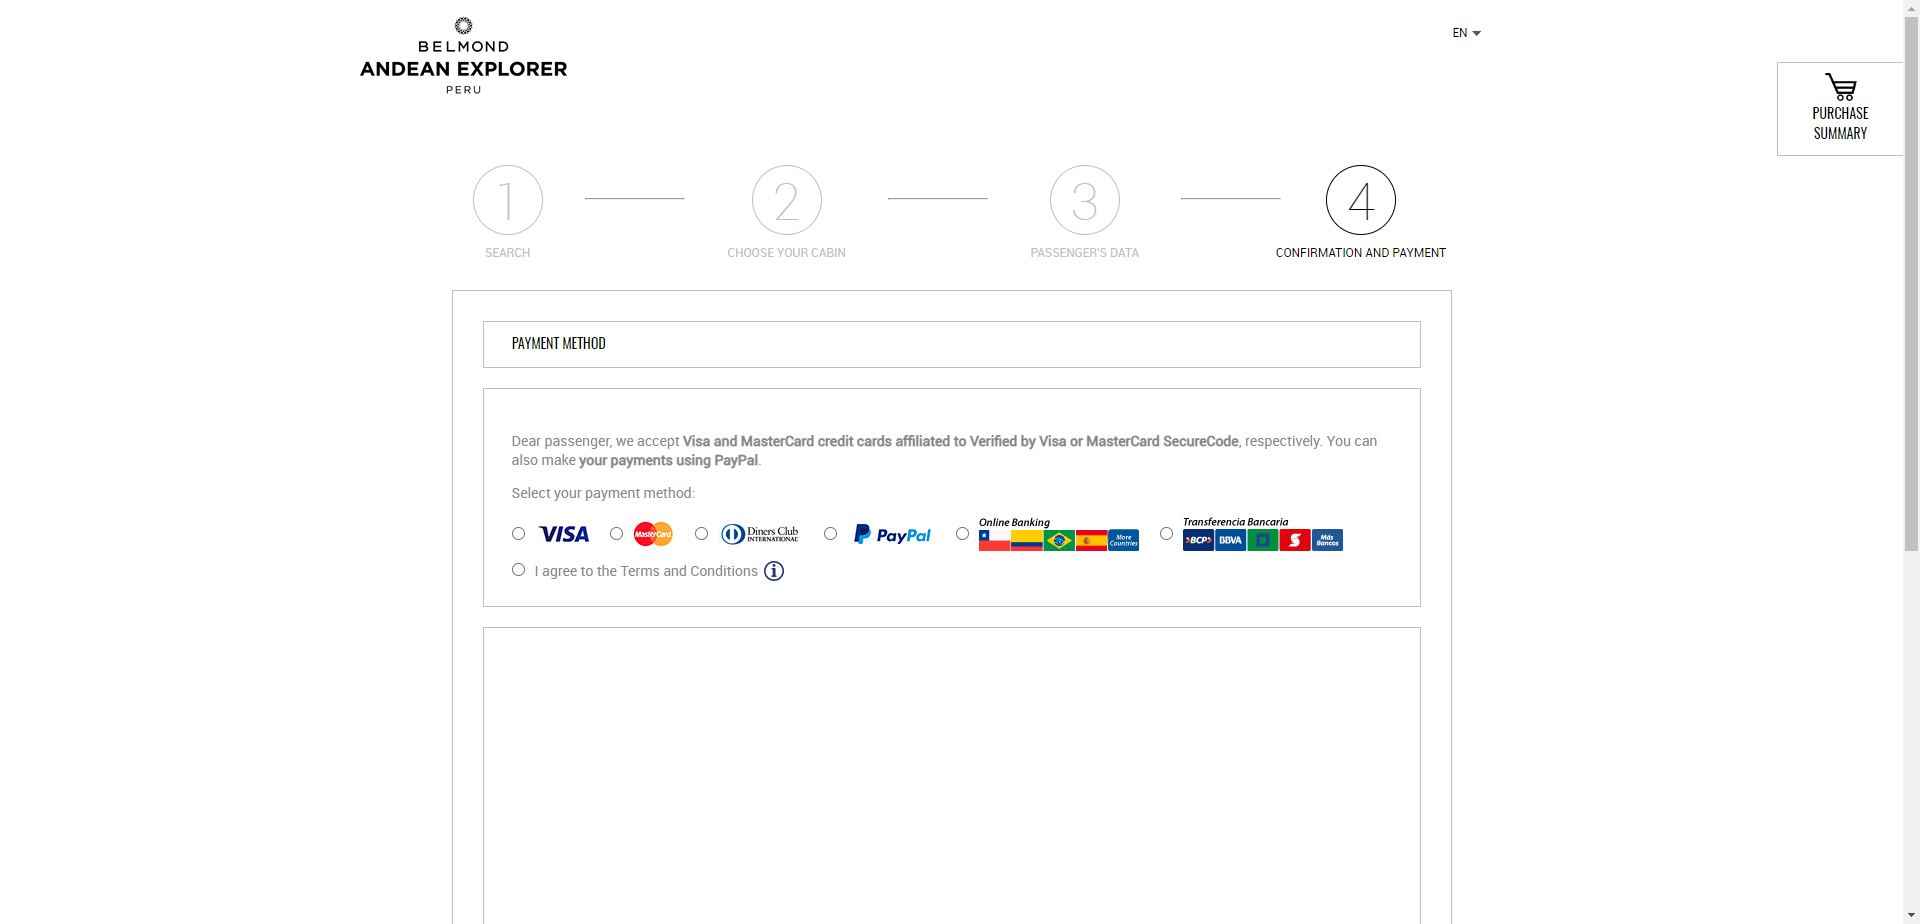 BELMOND
ANDEAN EXPLORER
PERU
EN
PURCHASE
SUMMARY
1
2
3
4
SEARCH
CHOOSE YOUR CABIN
PASSENGER'S DATA
CONFIRMATION AND PAYMENT
PAYMENT METHOD
Dear passenger, we accept Visa and MasterCard credit cards affiliated to Verified by Visa or MasterCard SecureCode, respectively. You can
also make your payments using PayPal.
Select your payment method:
VISA
MasterCard
Diners Club
INTERNATIONAL
PayPal
Online Banking
More
Countries
Transferencia Bancaria
BCP
BBVA
S
Más
Bancos
I agree to the Terms and Conditions